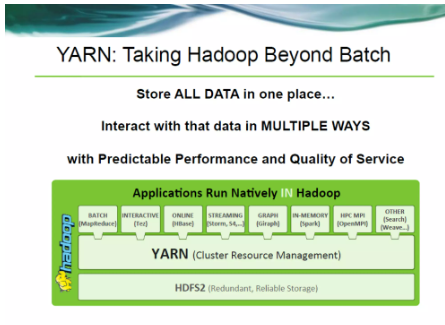 YARN: Taking Hadoop Beyond Batch
Store ALL DATA in one place…
Interact with that data in MULTIPLE WAYS
with Predictable Performance and Quality of Service
Applications Run Natively IN Hadoop
hadoop
BATCH
(MapReduce)
INTERACTIVE
(Tez)
ONLINE
(HBase)
STREAMING
(Storm, S4,…)
GRAPH
(Giraph)
IN-MEMORY
(Spark)
HPC MPI
(OpenMPI)
OTHER
(Search)
(Weave…)
YARN (Cluster Resource Management)
HDFS2 (Redundant, Reliable Storage)